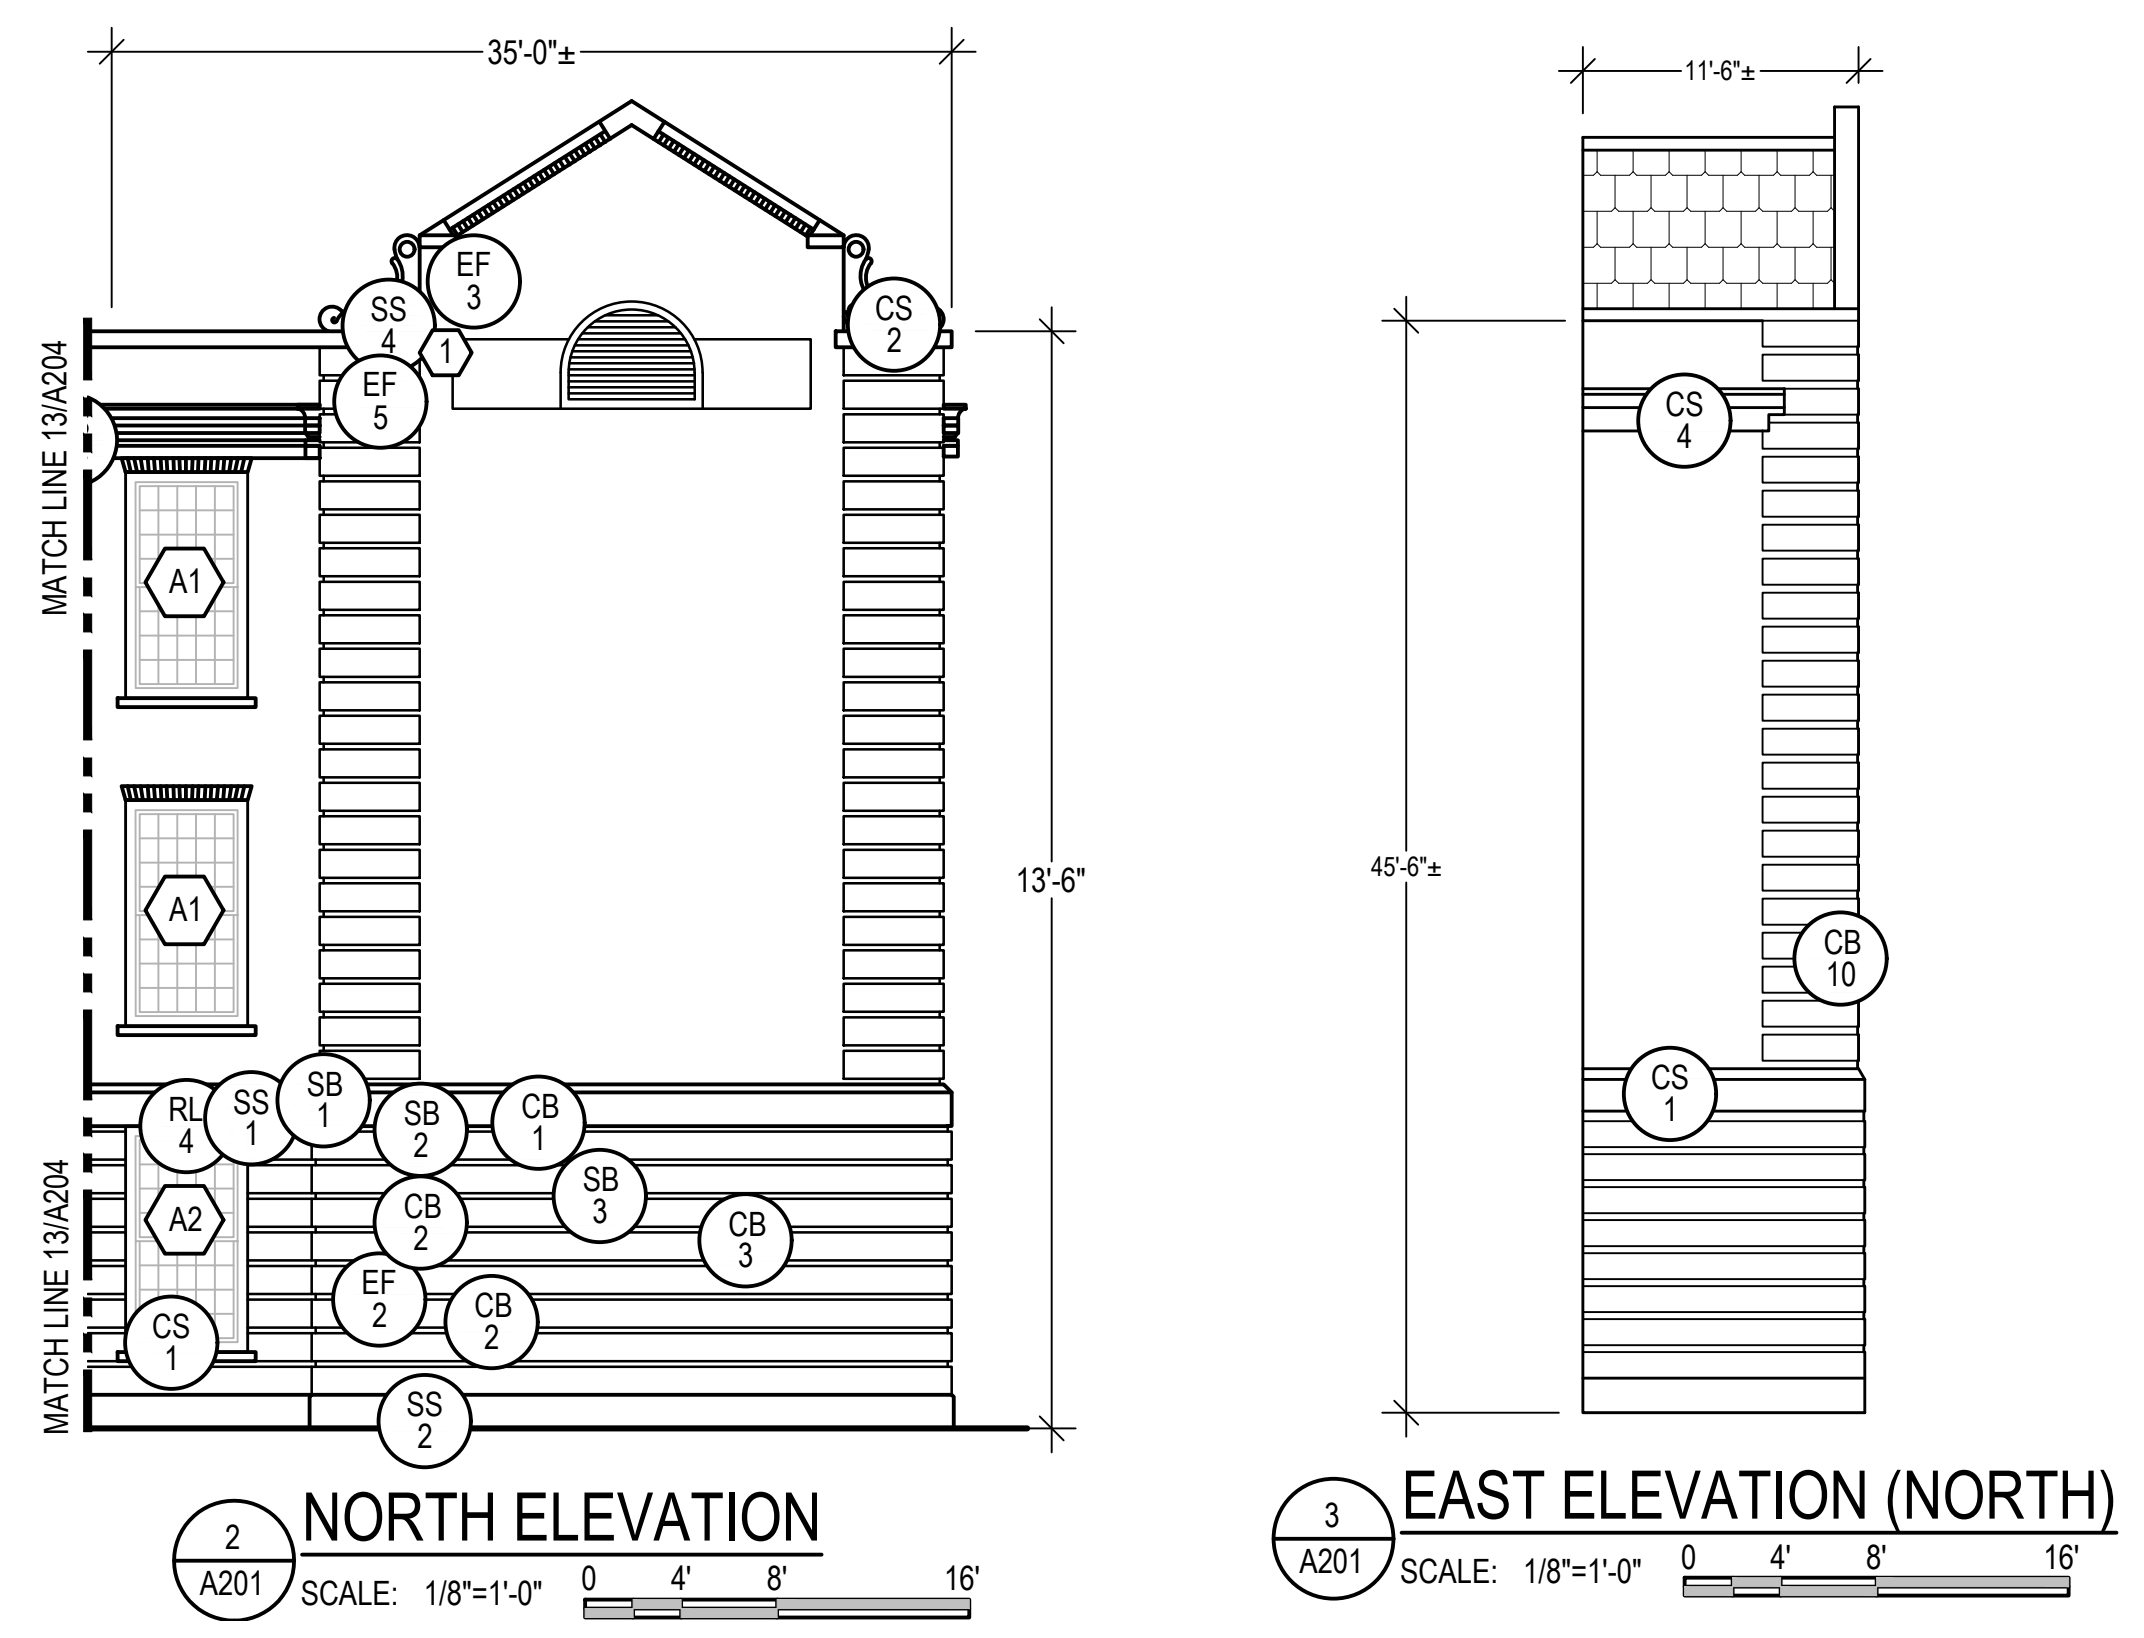 35'-0"±
EF
3
SS
4
1
CS
2
EF
5
MATCH LINE 13/A204
A1
13'-6"
A1
SB
1
RL
4
SS
1
SB
2
CB
1
SB
3
CB
2
A2
CB
3
EF
2
CB
2
CS
1
MATCH LINE 13/A204
SS
2
2
A201
NORTH ELEVATION
SCALE: 1/8"=1'-0"
0 4' 8' 16'
11'-6"±
CS
4
45'-6"±
CB
10
CS
1
3
A201
EAST ELEVATION (NORTH)
SCALE: 1/8"=1'-0"
0 4' 8' 16'